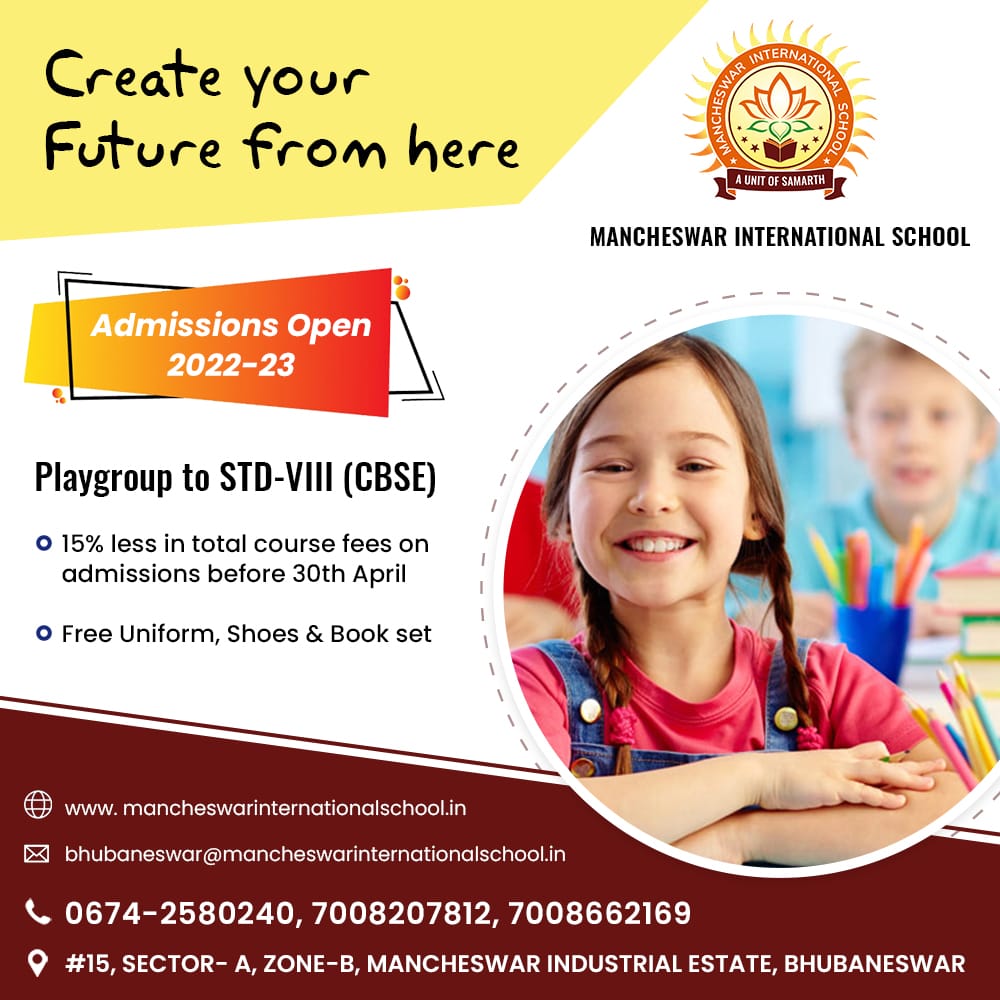 Create your
Future from here
MANCHESWAR INTERNATIONAL SCHOOL
A UNIT OF SAMARTH
MANCHESWAR INTERNATIONAL SCHOOL
Admissions Open
2022-23
Playgroup to STD-VIII (CBSE)
15% less in total course fees on
admissions before 30th April
Free Uniform, Shoes & Book set
www. mancheswarinternationalschool.in
bhubaneswar@mancheswarinternationalschool.in
0674-2580240, 7008207812, 7008662169
#15, SECTOR- A, ZONE-B, MANCHESWAR INDUSTRIAL ESTATE, BHUBANESWAR